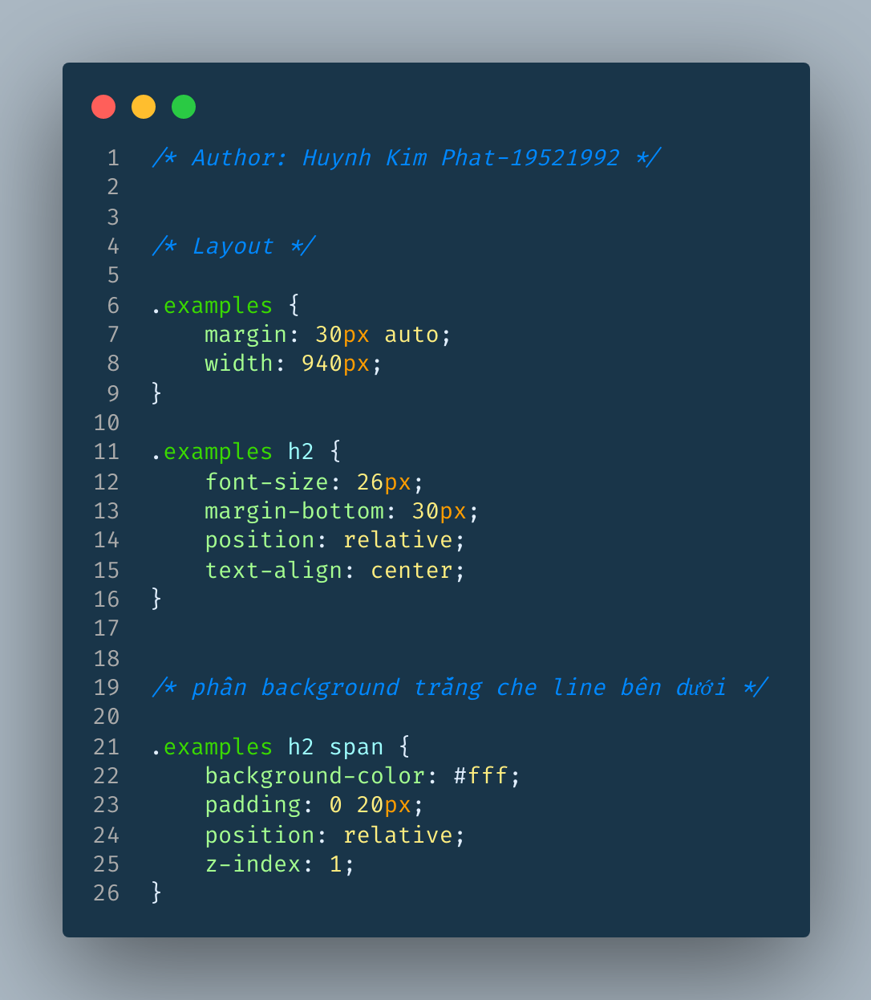 1 /* Author: Huynh Kim Phat-19521992 */
2
3
4 /* Layout */
5
6 .examples {
7     margin: 30px auto;
8     width: 940px;
9 }
10
11 .examples h2 {
12     font-size: 26px;
13     margin-bottom: 30px;
14     position: relative;
15     text-align: center;
16 }
17
18
19 /* phần background trắng che line bên dưới */
20
21 .examples h2 span {
22     background-color: #fff;
23     padding: 0 20px;
24     position: relative;
25     z-index: 1;
26 }